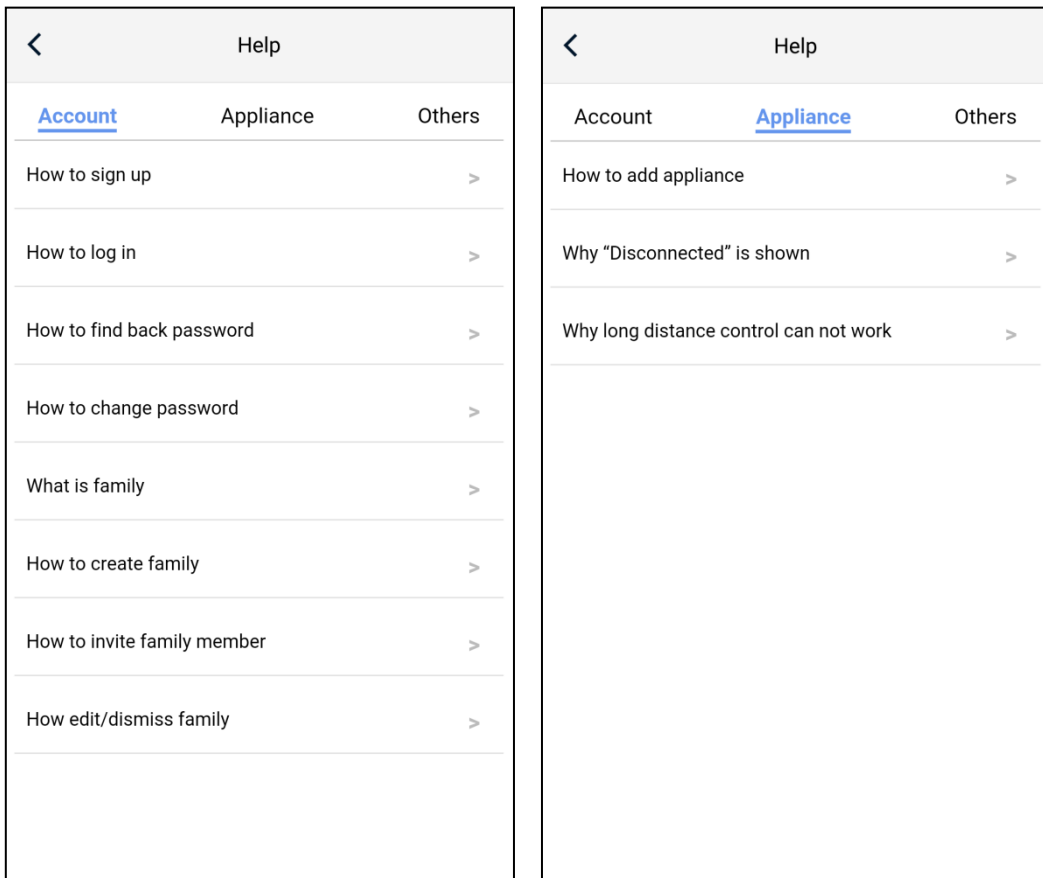 Help
Account Appliance Others
How to sign up >
How to log in >
How to find back password >
How to change password >
What is family >
How to create family >
How to invite family member >
How edit/dismiss family >
Help
Account Appliance Others
How to add appliance >
Why “Disconnected” is shown >
Why long distance control can not work >